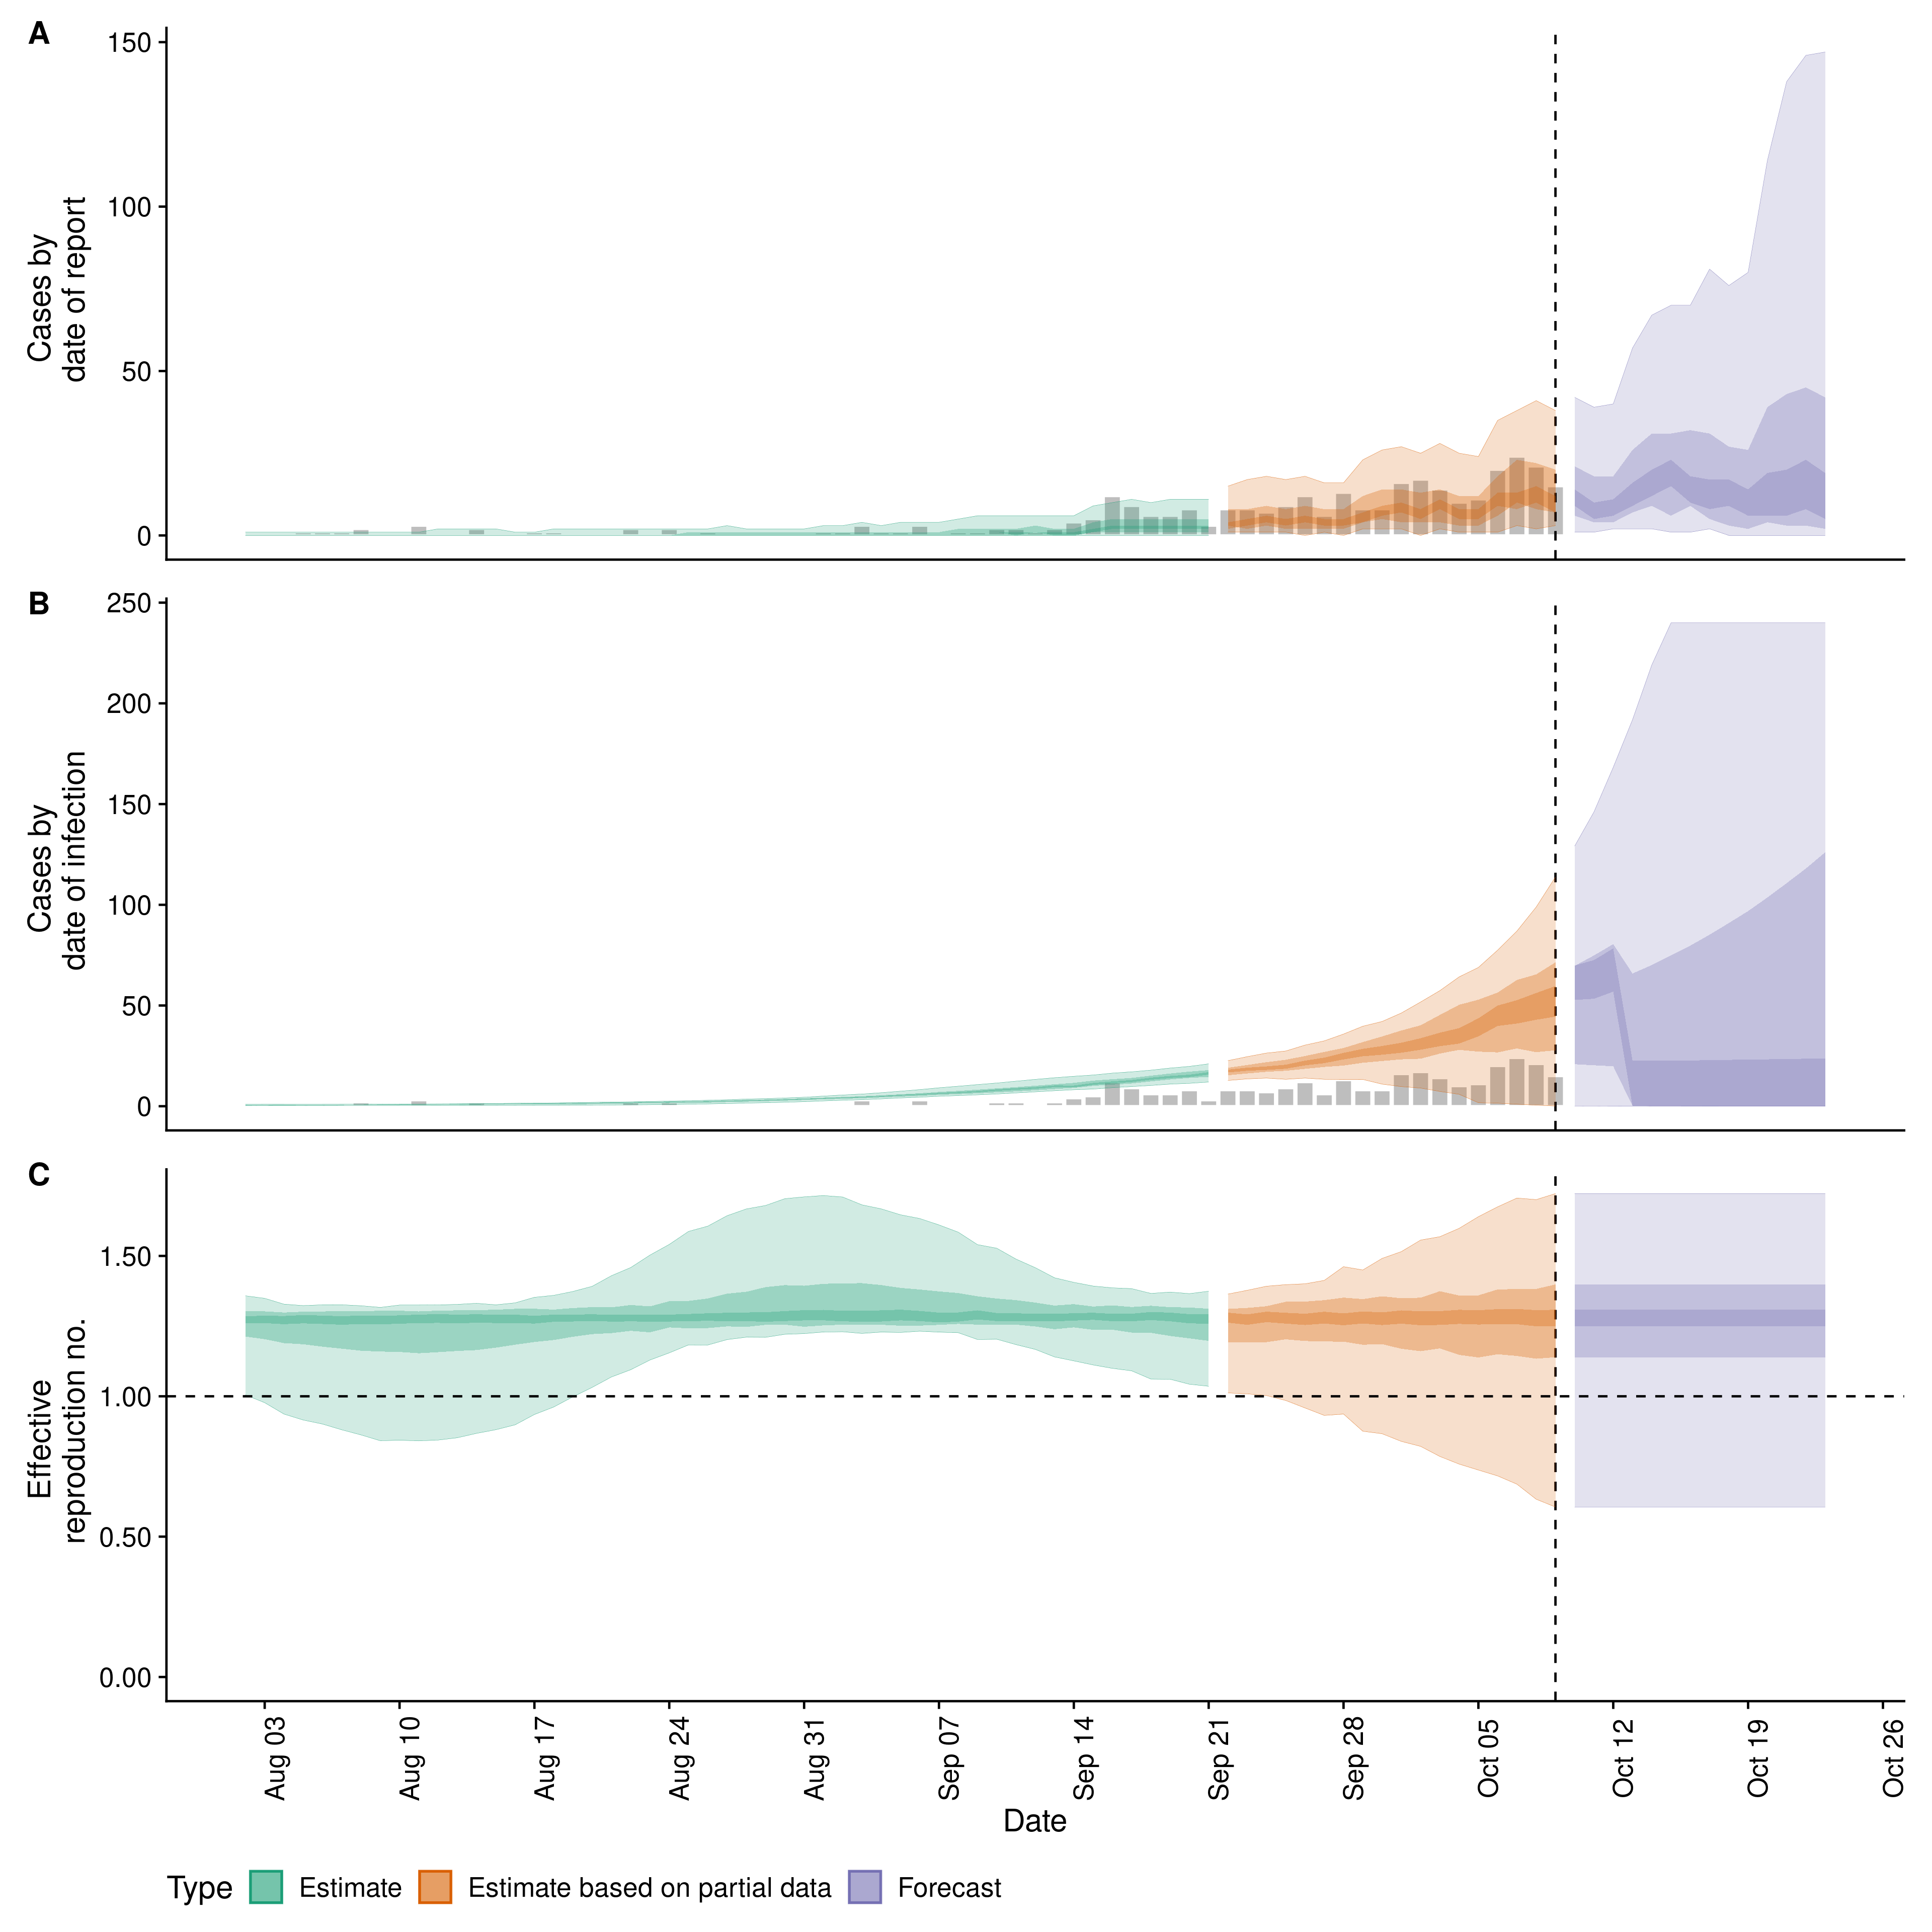 A
Cases by
date of report
150
100
50
0
B
Cases by
date of infection
250
200
150
100
50
0
C
Effective
reproduction no.
1.50
1.00
0.50
0.00
Aug 03
Aug 10
Aug 17
Aug 24
Aug 31
Sep 07
Sep 14
Sep 21
Sep 28
Oct 05
Oct 12
Oct 19
Oct 26
Date
Type Estimate Estimate based on partial data Forecast